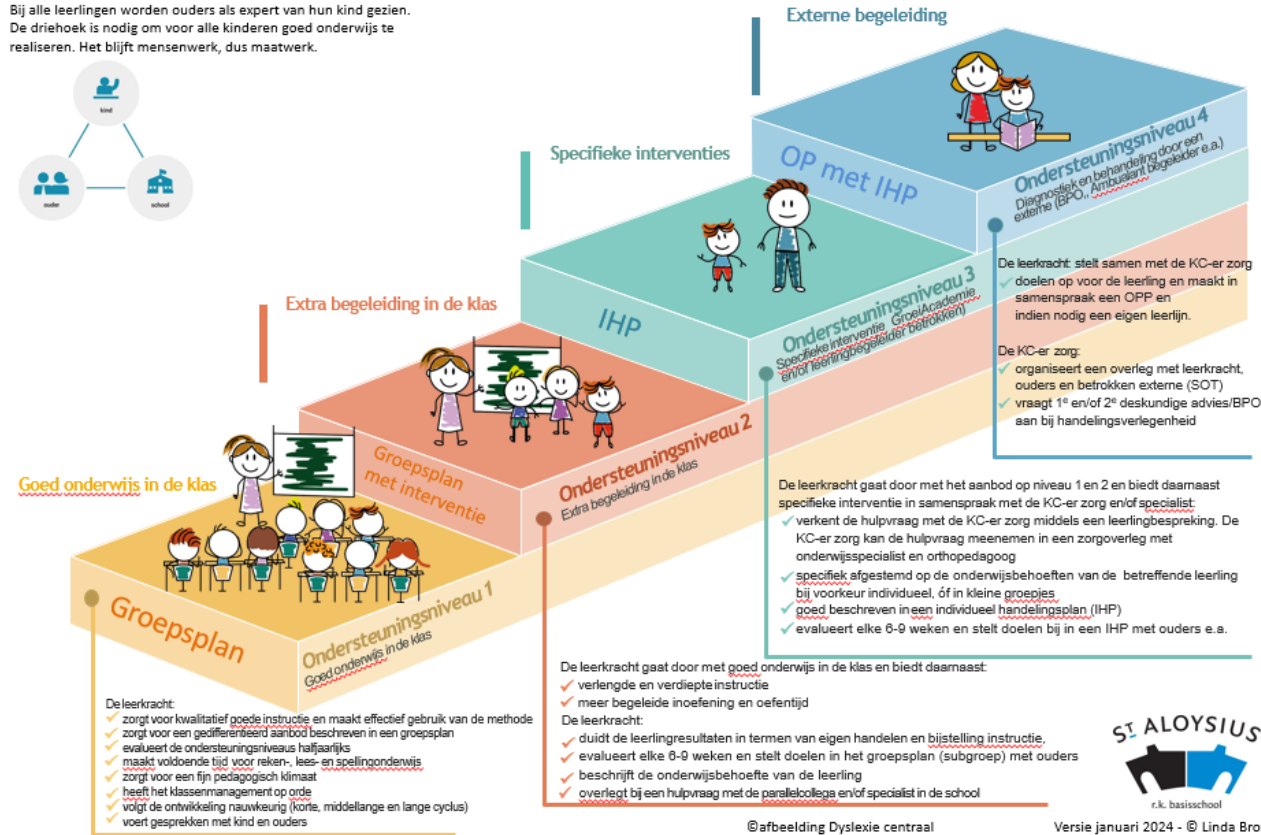 Bij alle leerlingen worden ouders als expert van hun kind gezien.
De driehoek is nodig om voor alle kinderen goed onderwijs te
realiseren. Het blijft mensenwerk, dus maatwerk.
kind
ouder
school
Externe begeleiding
OP met IHP
Ondersteuningsniveau 4
Diagnostiek en behandeling door een
externe (BPO,, Ambualant begeleider e.a.)
De leerkracht: stelt samen met de KC-er zorg
✓ doelen op voor de leerling en maakt in
samenspraak een OPP en
indien nodig een eigen leerlijn.
De KC-er zorg:
✓ organiseert een overleg met leerkracht,
ouders en betrokken externe (SOT)
✓ vraagt 1e en/of 2e deskundige advies/BPO
aan bij handelingsverlegenheid
Specifieke interventies
IHP
Ondersteuningsniveau 3
Specifieke interventie GroeiAcademie
en/of leerlingbegeleider betrokken)
De leerkracht gaat door met het aanbod op niveau 1 en 2 en biedt daarnaast
specifieke interventie in samenspraak met de KC-er zorg en/of specialist:
✓ verkent de hulpvraag met de KC-er zorg middels een leerlingbespreking. De
KC-er zorg kan de hulpvraag meenemen in een zorgoverleg met
onderwijsspecialist en orthopedagoog
✓ specifiek afgestemd op de onderwijsbehoeften van de betreffende leerling
bij voorkeur individueel, óf in kleine groepjes
✓ goed beschreven in een individueel handelingsplan (IHP)
✓ evalueert elke 6-9 weken en stelt doelen bij in een IHP met ouders e.a.
Extra begeleiding in de klas
Groepsplan
met interventie
Ondersteuningsniveau 2
Extra begeleiding in de klas
De leerkracht gaat door met goed onderwijs in de klas en biedt daarnaast:
✓ verlengde en verdiepte instructie
✓ meer begeleide inoefening en oefentijd
De leerkracht:
✓ duidt de leerlingresultaten in termen van eigen handelen en bijstelling instructie,
✓ evalueert elke 6-9 weken en stelt doelen in het groepsplan (subgroep) met ouders
✓ beschrijft de onderwijsbehoefte van de leerling
✓ overlegt bij een hulpvraag met de parallelcollega en/of specialist in de school
Goed onderwijs in de klas
Groepsplan
Ondersteuningsniveau 1
Goed onderwijs in de klas
De leerkracht:
✓ zorgt voor kwalitatief goede instructie en maakt effectief gebruik van de methode
✓ zorgt voor een gedifferentieerd aanbod beschreven in een groepsplan
✓ evalueert de ondersteuningsniveaus halfjaarlijks
✓ maakt voldoende tijd voor reken-, lees- en spellingonderwijs
✓ zorgt voor een fijn pedagogisch klimaat
✓ heeft het klassenmanagement op orde
✓ volgt de ontwikkeling nauwkeurig (korte, middellange en lange cyclus)
✓ voert gesprekken met kind en ouders
ST ALOYSIUS
r.k. basisschool
©afbeelding Dyslexie centraal
Versie januari 2024 - © Linda Bro